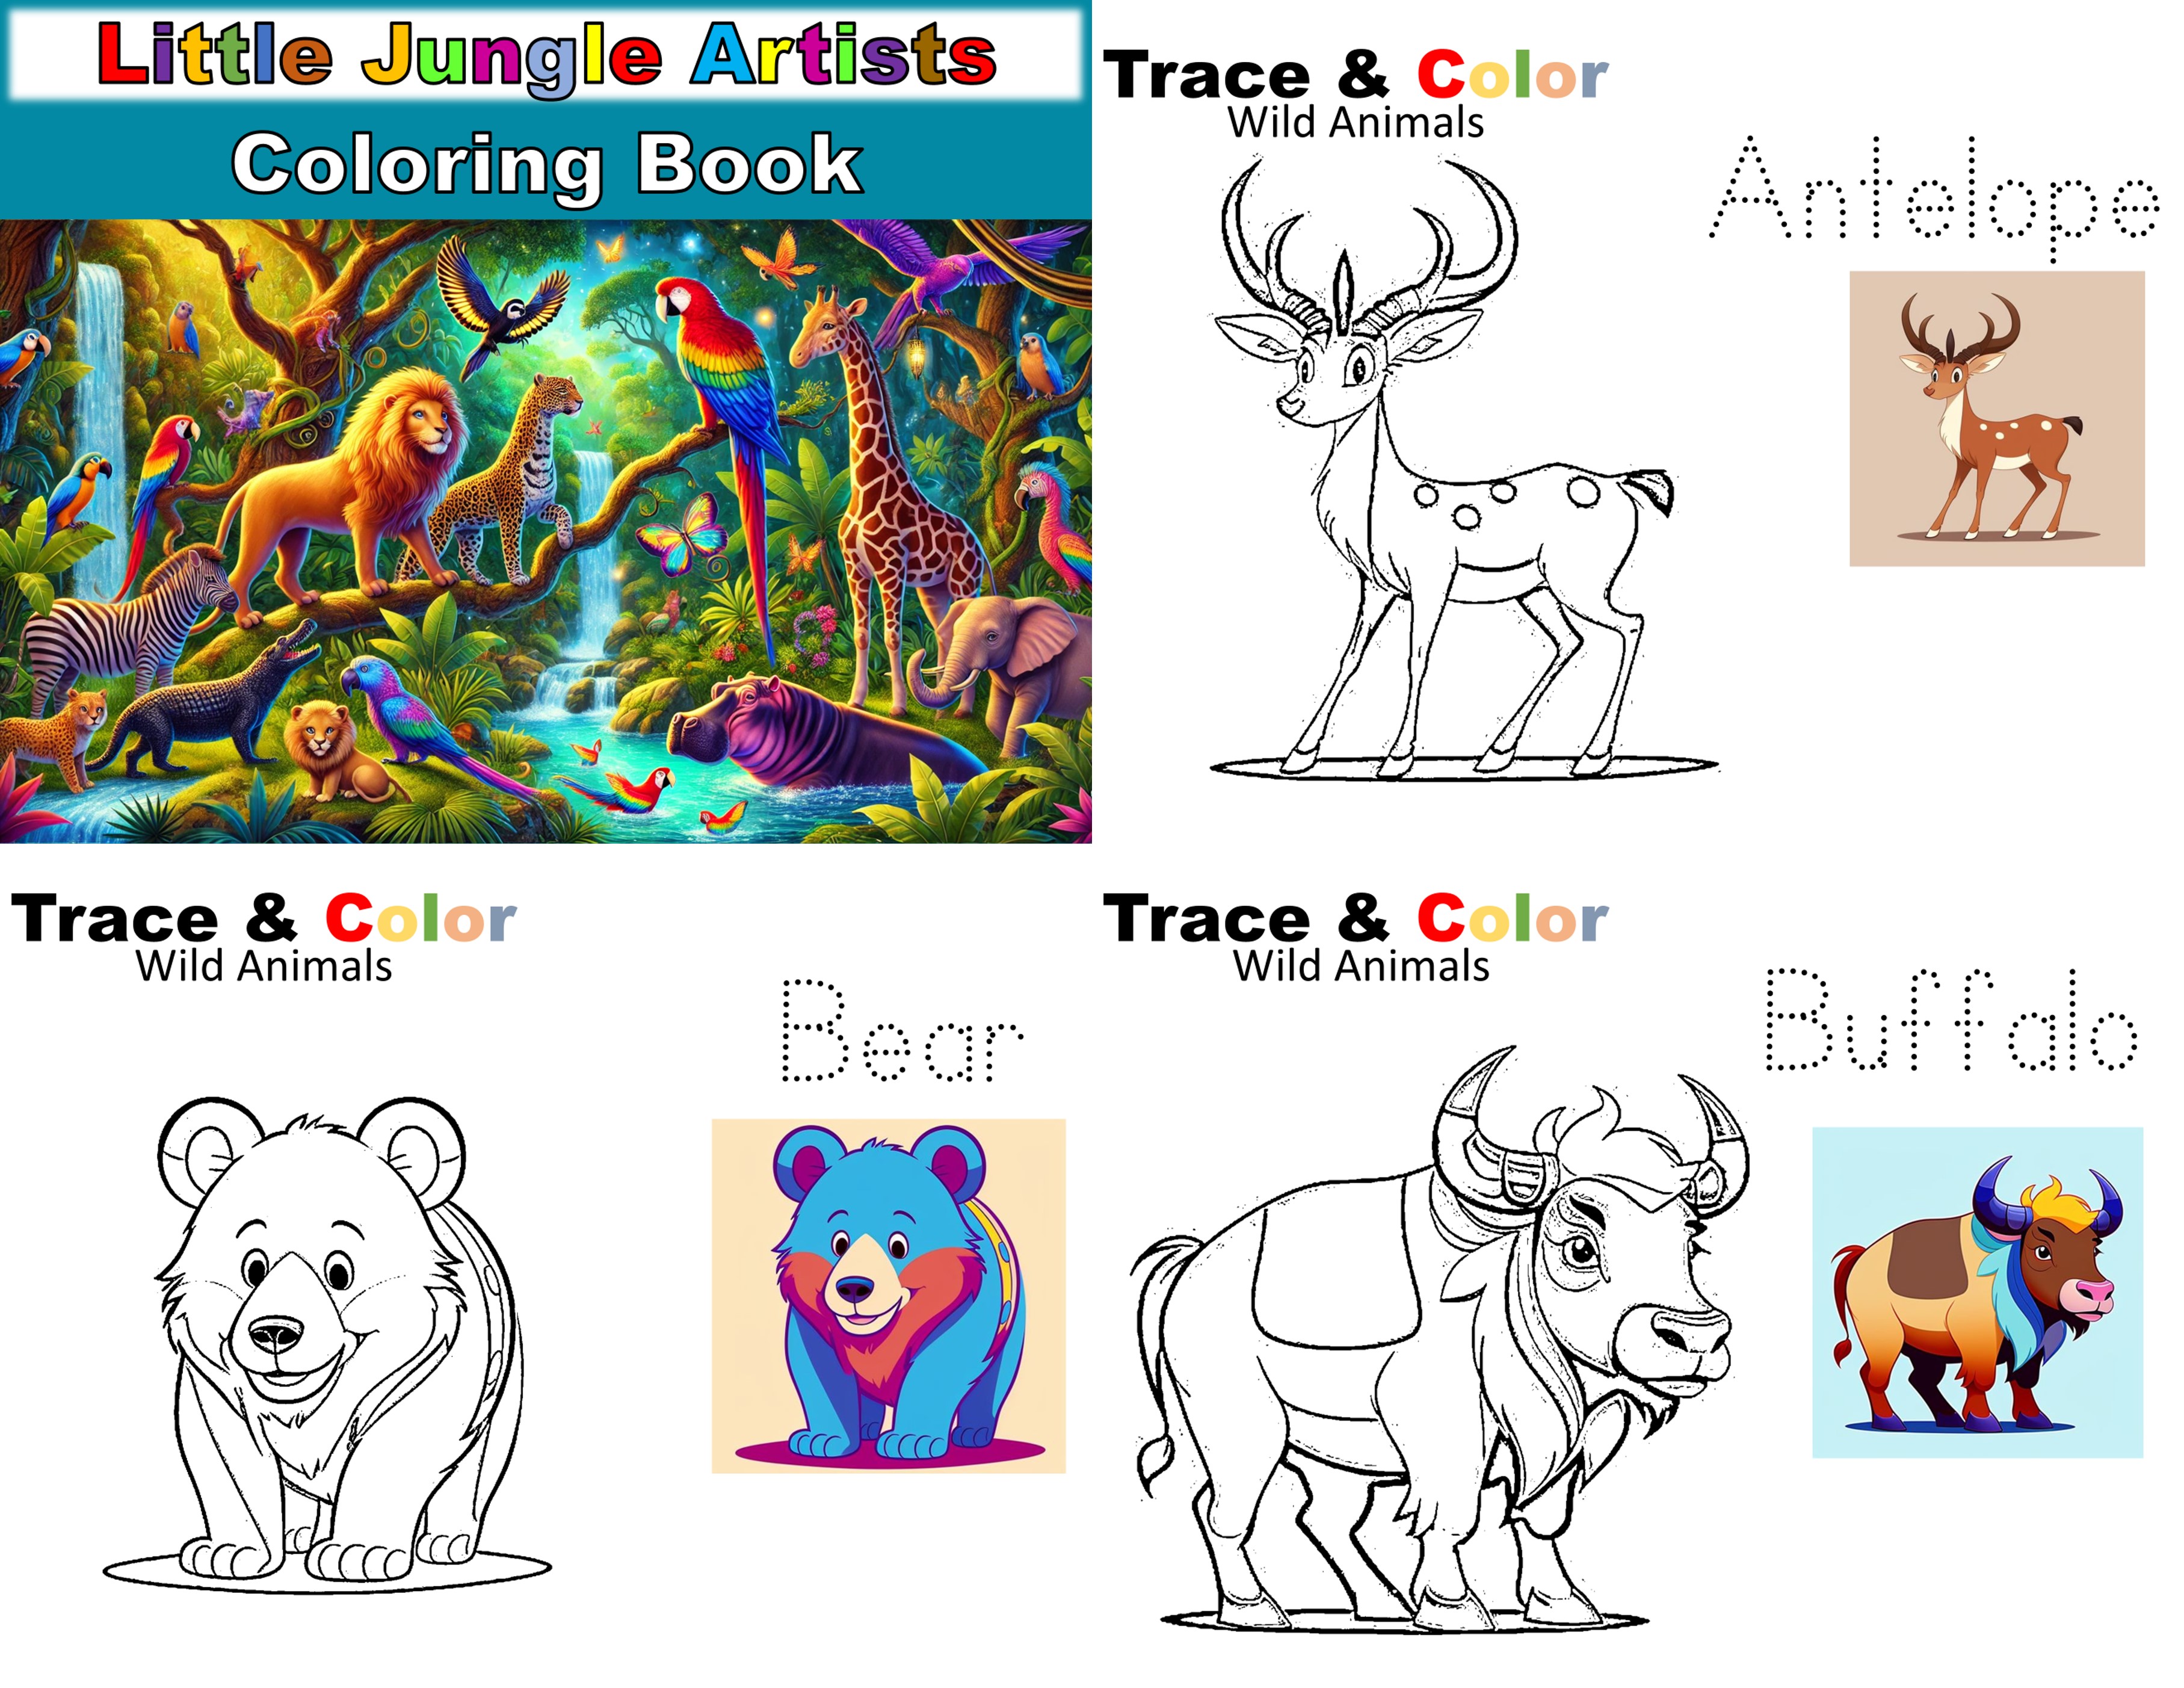 Little Jungle Artists
Coloring Book
Trace & Color
Wild Animals
Antelope
Trace & Color
Wild Animals
Bear
Trace & Color
Wild Animals
Buffalo